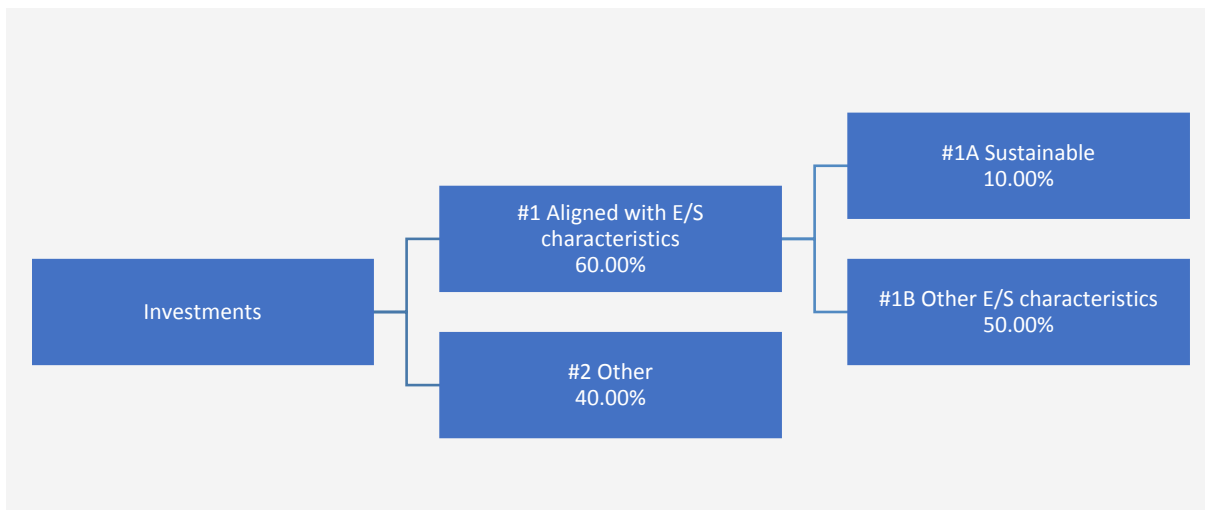 Investments
#1 Aligned with E/S
characteristics
60.00%
#2 Other
40.00%
#1A Sustainable
10.00%
#1B Other E/S characteristics
50.00%